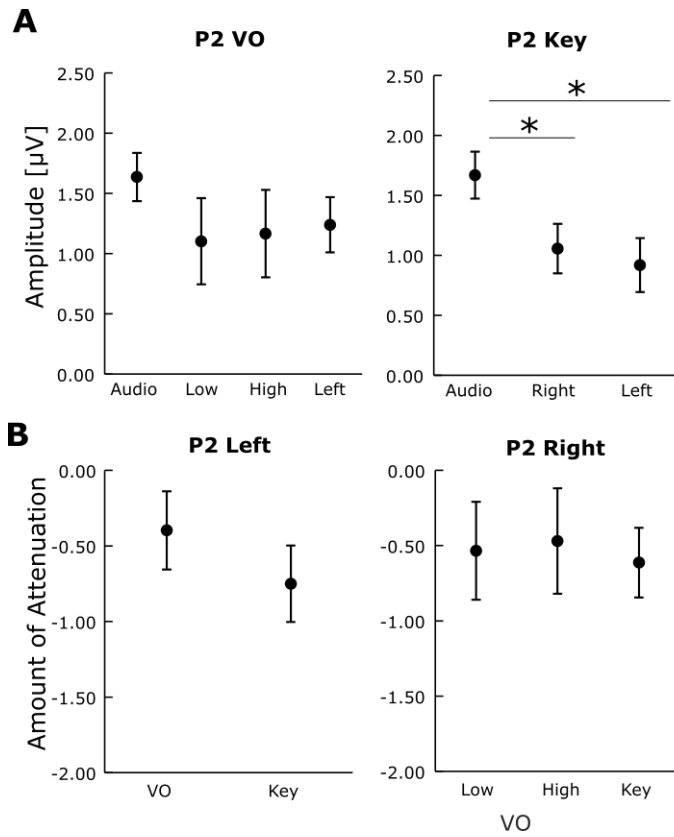 A
P2 VO
P2 Key
Amplitude [µV]
2.50
2.00
1.50
1.00
0.50
0.00
Audio Low High Left
2.50
2.00
1.50
1.00
0.50
0.00
*
*
Audio Right Left
B
P2 Left
P2 Right
Amount of Attenuation
0.00
-0.50
-1.00
-1.50
-2.00
VO Key
0.00
-0.50
-1.00
-1.50
-2.00
Low High Key
VO